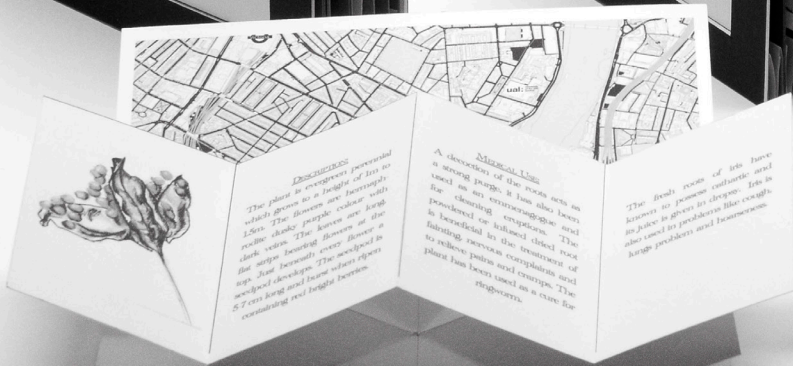 ual:
DESCRIPTION:
The plant is evergreen perennial
which grows to a height of 1m to
1.5m. The flowers are hermaph-
rodite dusky purple colour with
dark veins. The leaves are long,
flat strips bearing flowers at the
top. Just beneath every flower a
seedpod develops. The seedpod is
5-7 cm long and burst when ripen
containing red bright berries.
MEDICAL USE:
A decoction of the roots acts as
a strong purge, it has also been
used as an emmenagogue and
for cleaning eruptions. The
powdered or infused dried root
is beneficial in the treatment of
fainting, nervous complaints and
to relieve pains and cramps. The
plant has been used as a cure for
ringworm.
The fresh roots of iris have
known to possess cathartic and
its juice is given in dropsy. Iris is
also used in problems like cough,
lungs problem and hoarseness.